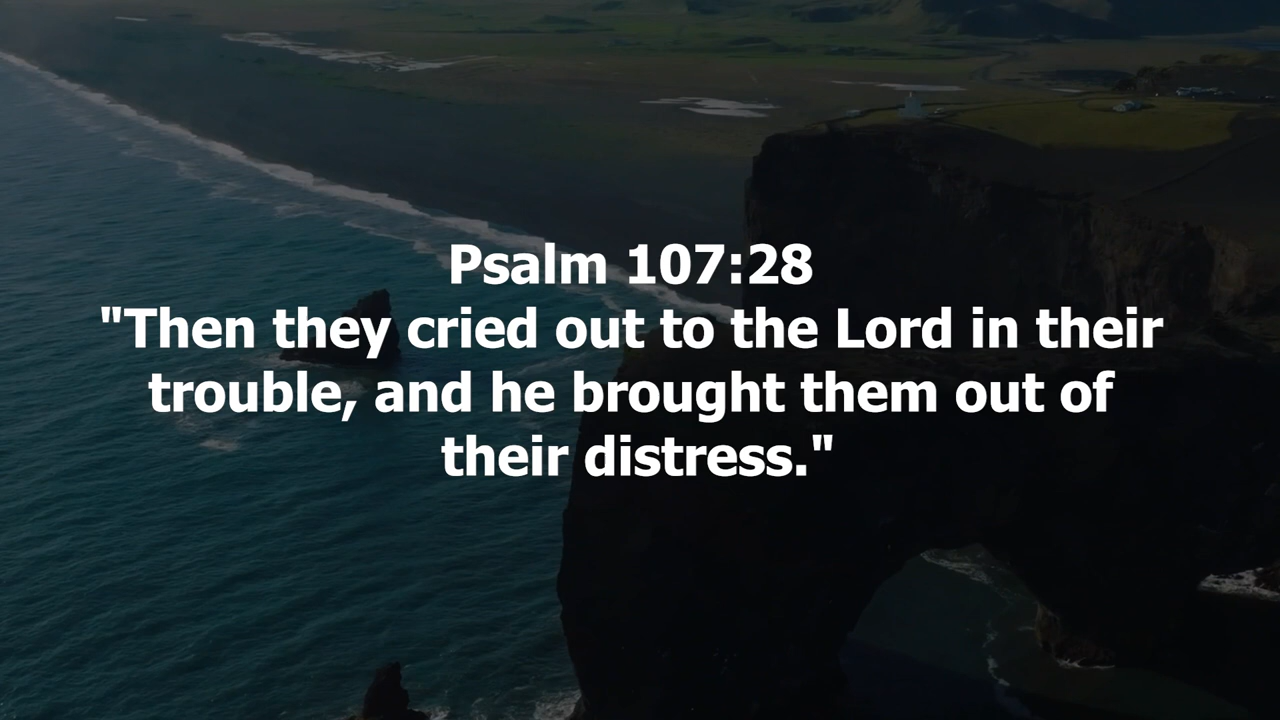 Psalm 107:28
"Then they cried out to the Lord in their
trouble, and he brought them out of
their distress."